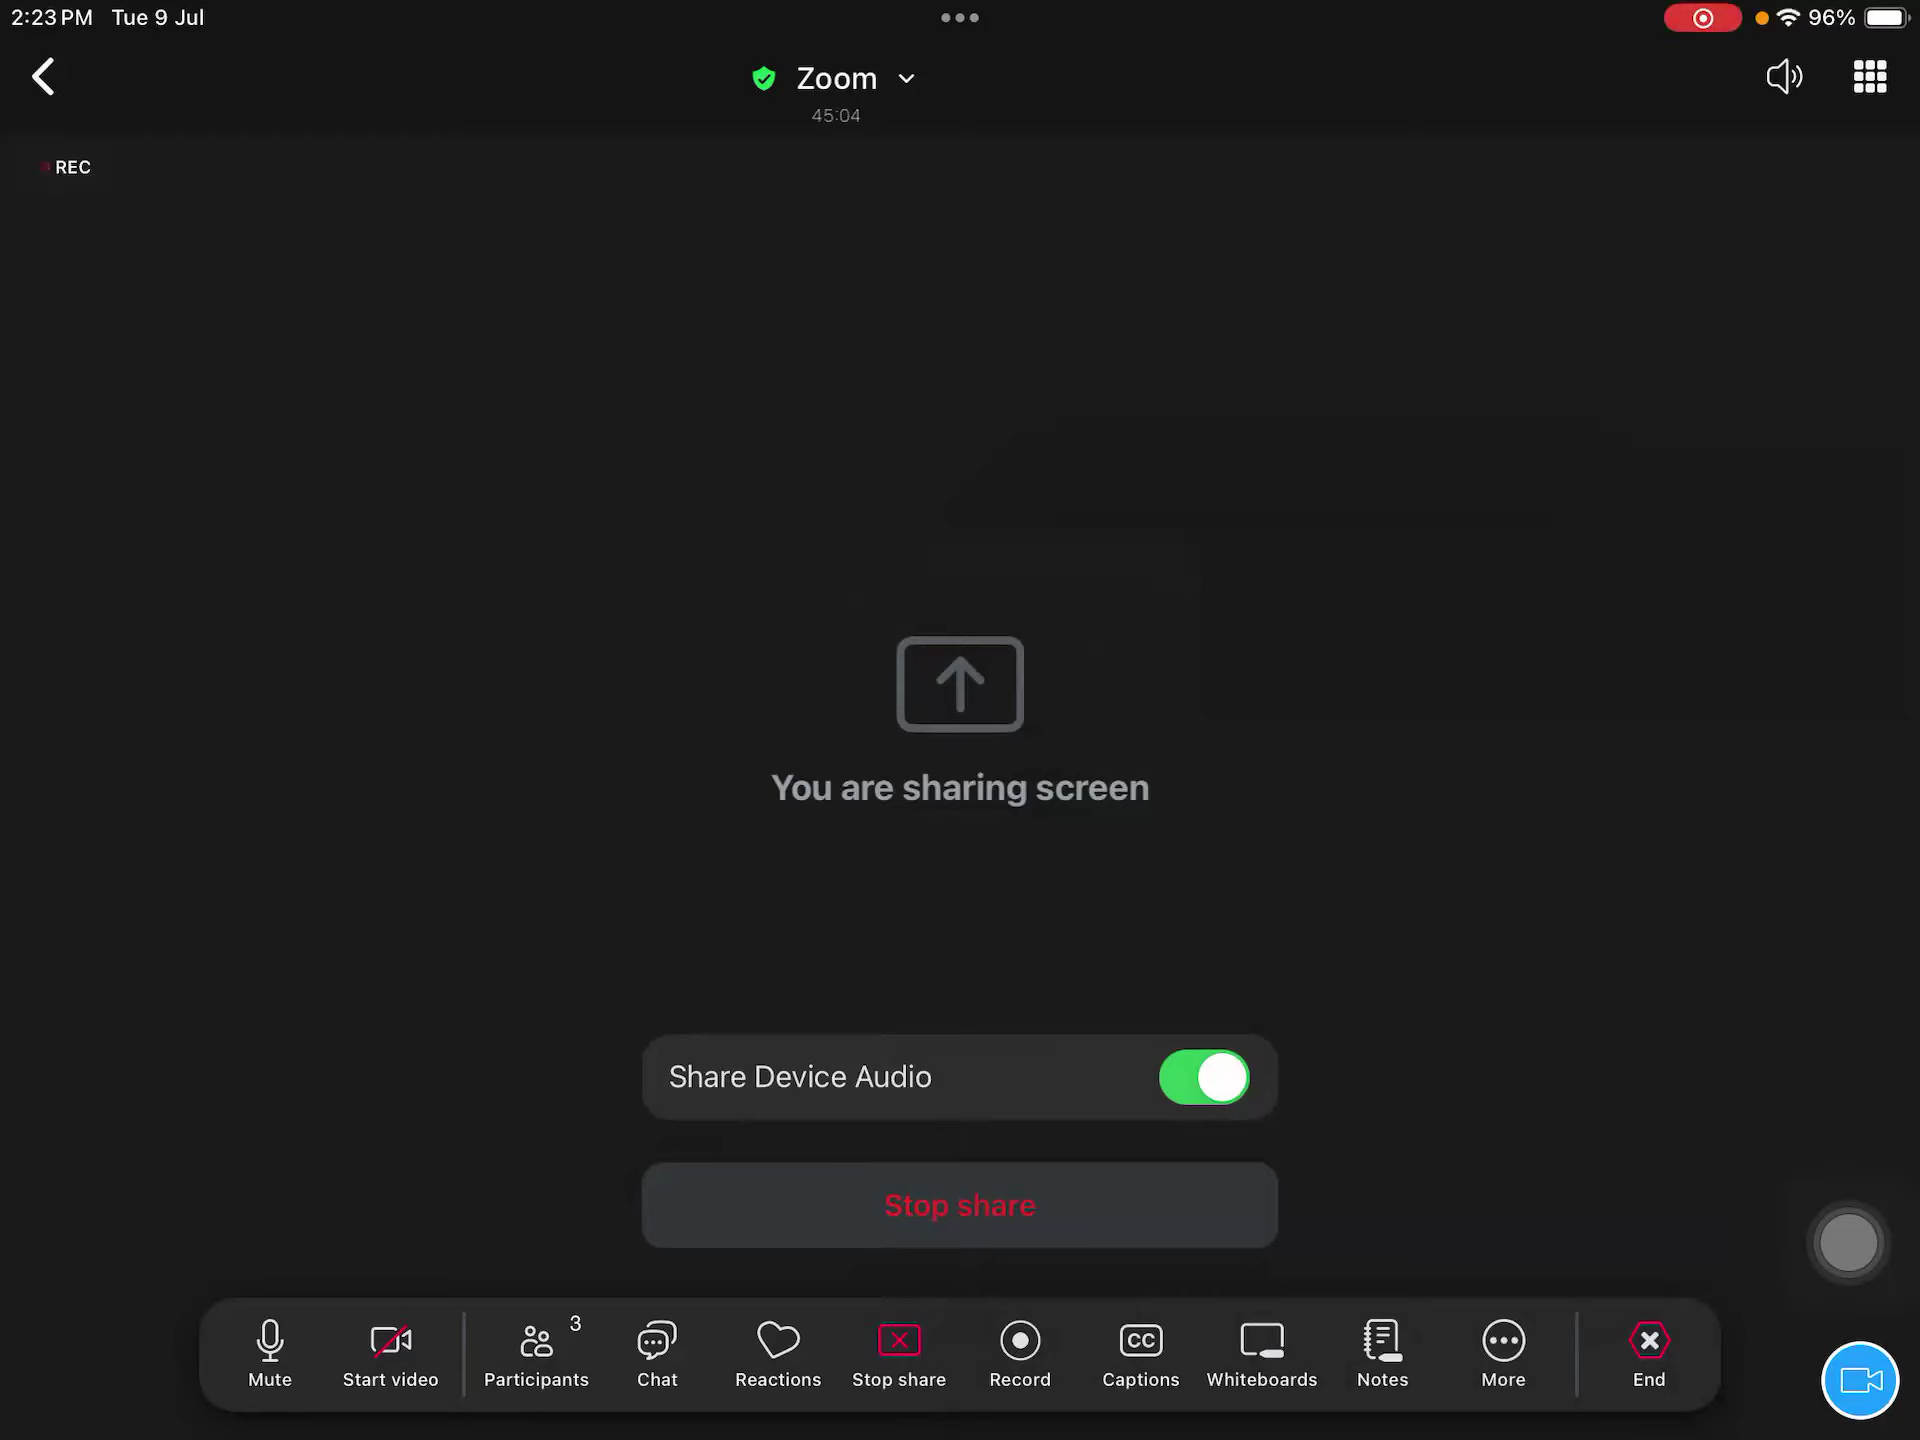 2:23 PM Tue 9 Jul
96%
Zoom
45:04
REC
You are sharing screen
Share Device Audio
Stop share
3
CC
Mute Start video Participants Chat Reactions Stop share Record Captions Whiteboards Notes More End